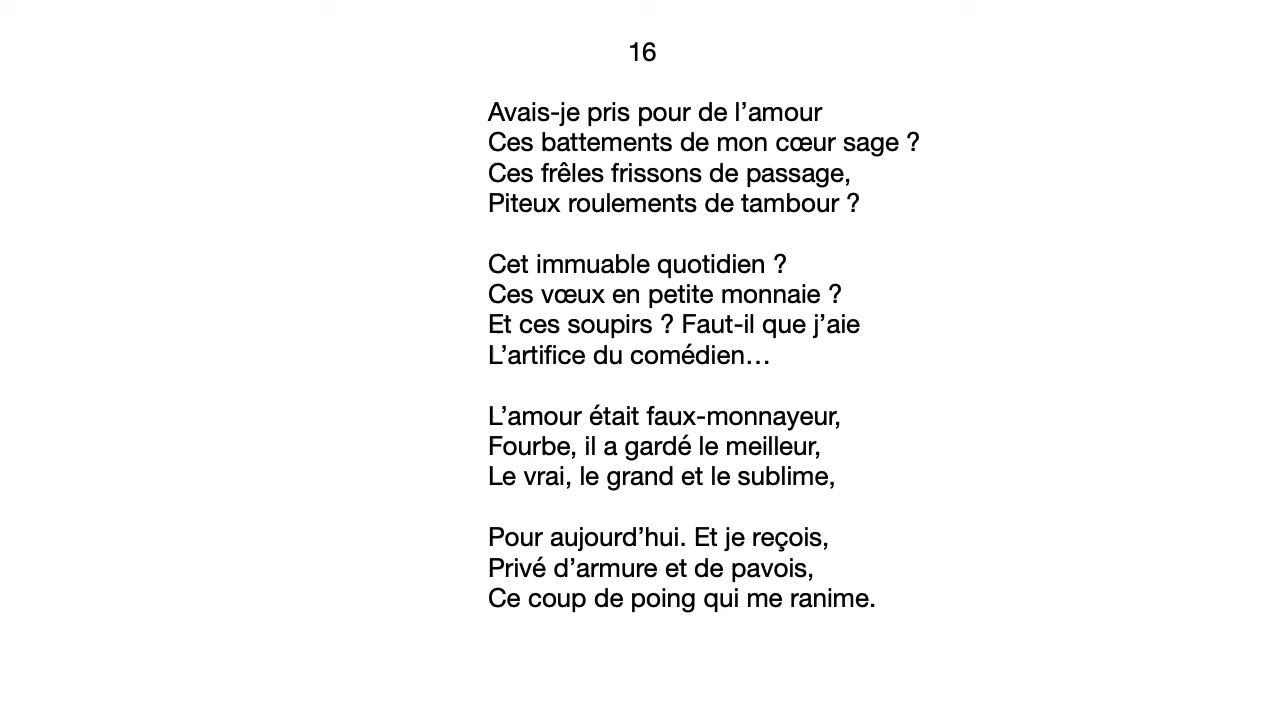 16
Avais-je pris pour de l’amour
Ces battements de mon cœur sage ?
Ces frêles frissons de passage,
Piteux roulements de tambour ?
Cet immuable quotidien ?
Ces vœux en petite monnaie ?
Et ces soupirs ? Faut-il que j’aie
L’artifice du comédien…
L’amour était faux-monnayeur,
Fourbe, il a gardé le meilleur,
Le vrai, le grand et le sublime,
Pour aujourd’hui. Et je reçois,
Privé d’armure et de pavois,
Ce coup de poing qui me ranime.